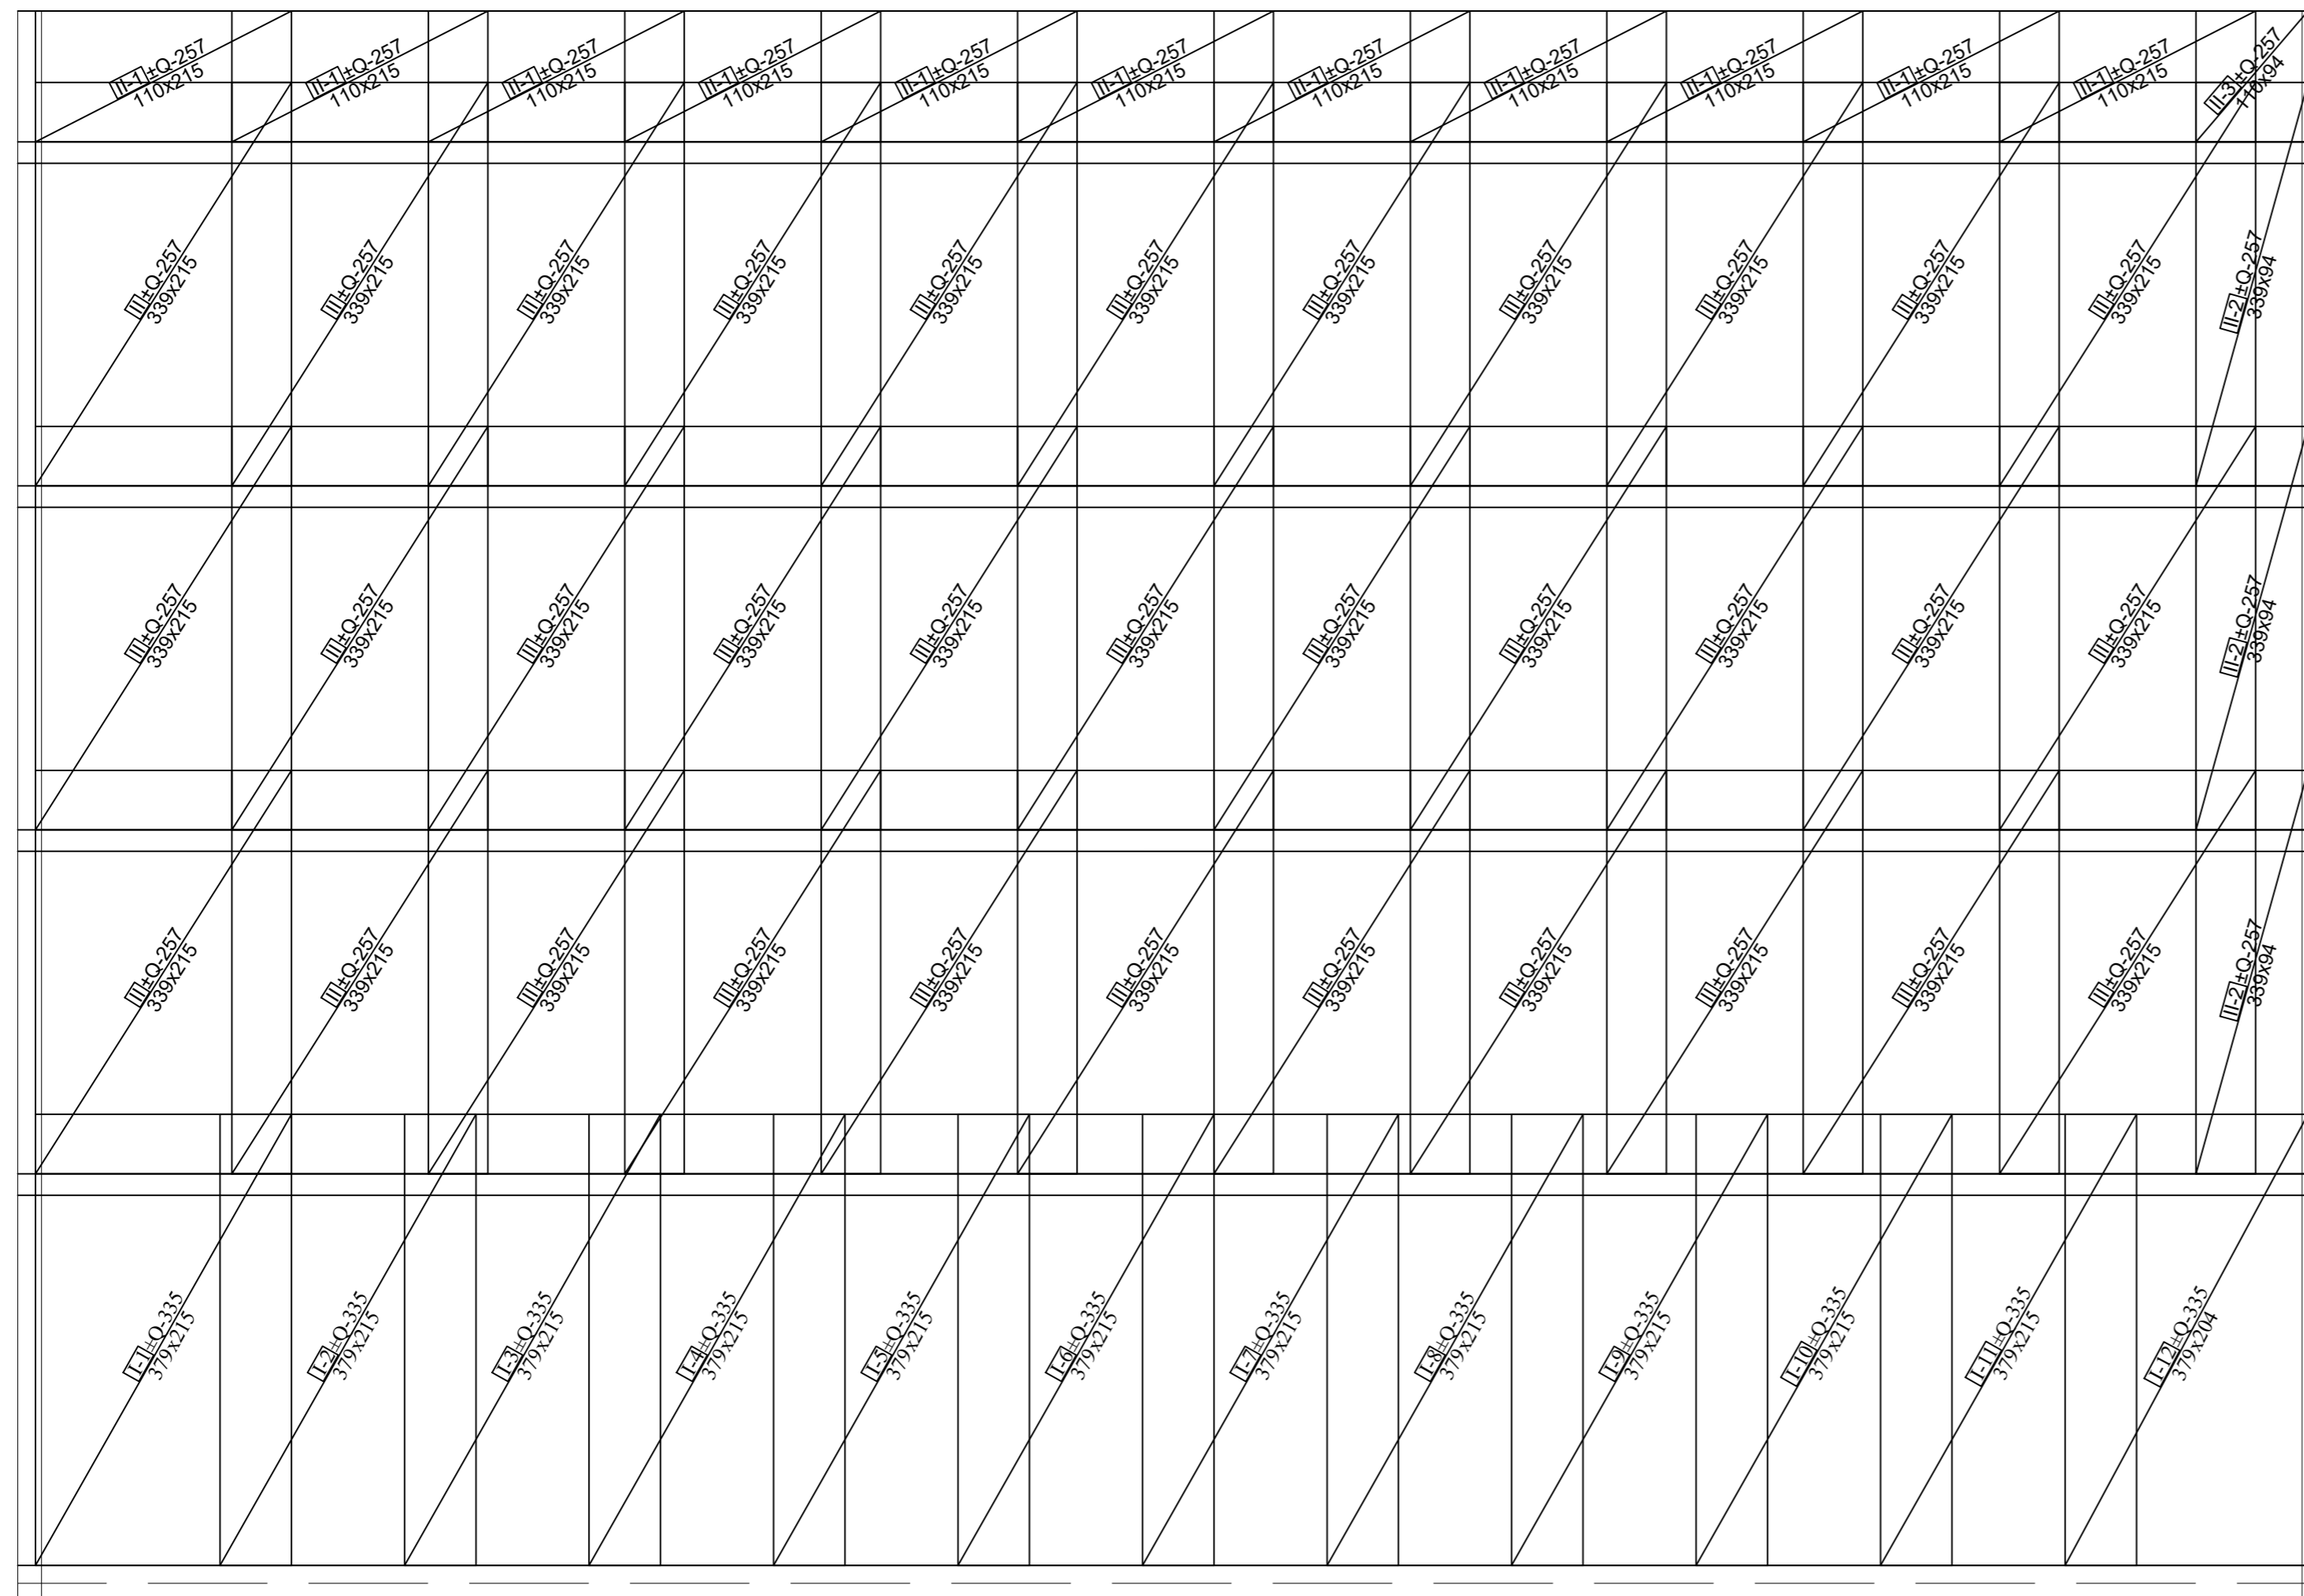 II-1 ±Q-257
110x215
II-1 ±Q-257
110x215
II-1 ±Q-257
110x215
II-1 ±Q-257
110x215
II-1 ±Q-257
110x215
II-1 ±Q-257
110x215
II-1 ±Q-257
110x215
II-1 ±Q-257
110x215
II-1 ±Q-257
110x215
II-1 ±Q-257
110x215
II-1 ±Q-257
110x215
II-3 ±Q-257
110x94
II ±Q-257
339x215
II ±Q-257
339x215
II ±Q-257
339x215
II ±Q-257
339x215
II ±Q-257
339x215
II ±Q-257
339x215
II ±Q-257
339x215
II ±Q-257
339x215
II ±Q-257
339x215
II ±Q-257
339x215
II ±Q-257
339x215
II-2 ±Q-257
339x94
II ±Q-257
339x215
II ±Q-257
339x215
II ±Q-257
339x215
II ±Q-257
339x215
II ±Q-257
339x215
II ±Q-257
339x215
II ±Q-257
339x215
II ±Q-257
339x215
II ±Q-257
339x215
II ±Q-257
339x215
II ±Q-257
339x215
II-2 ±Q-257
339x94
II ±Q-257
339x215
II ±Q-257
339x215
II ±Q-257
339x215
II ±Q-257
339x215
II ±Q-257
339x215
II ±Q-257
339x215
II ±Q-257
339x215
II ±Q-257
339x215
II ±Q-257
339x215
II ±Q-257
339x215
II ±Q-257
339x215
II-2 ±Q-257
339x94
I-1 ±Q-335
379x215
I-2 ±Q-335
379x215
I-3 ±Q-335
379x215
I-4 ±Q-335
379x215
I-5 ±Q-335
379x215
I-6 ±Q-335
379x215
I-7 ±Q-335
379x215
I-8 ±Q-335
379x215
I-9 ±Q-335
379x215
I-10 ±Q-335
379x215
I-11 ±Q-335
379x215
I-12 ±Q-335
379x204